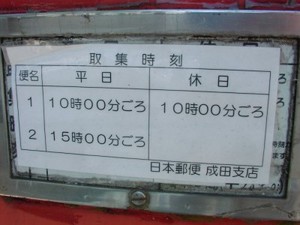 取集時刻
便名 平日 休日
1 10時00分ごろ 10時00分ごろ
2 15時00分ごろ
日本郵便 成田支店